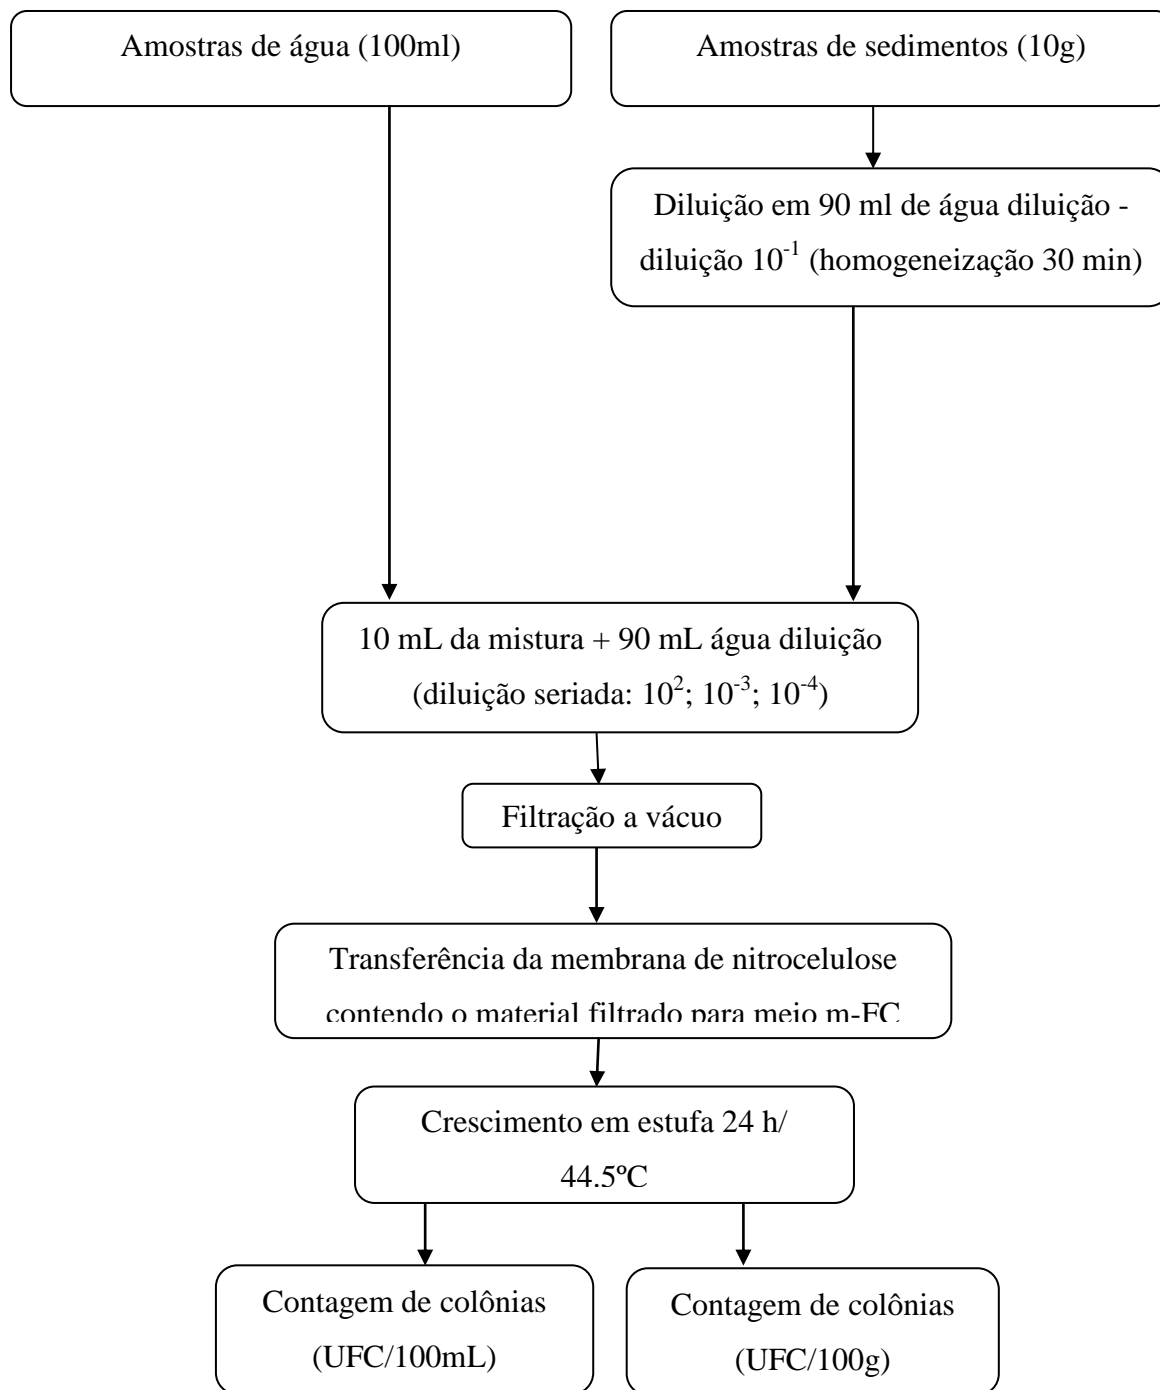 Amostras de água (100ml)
Amostras de sedimentos (10g)
Diluição em 90 ml de água diluição -
diluição 10⁻¹ (homogeneização 30 min)
10 mL da mistura + 90 mL água diluição
(diluição seriada: 10²; 10⁻³; 10⁻⁴)
Filtração a vácuo
Transferência da membrana de nitrocelulose
contendo o material filtrado para meio m-FC
Crescimento em estufa 24 h/
44.5ºC
Contagem de colônias
(UFC/100mL)
Contagem de colônias
(UFC/100g)